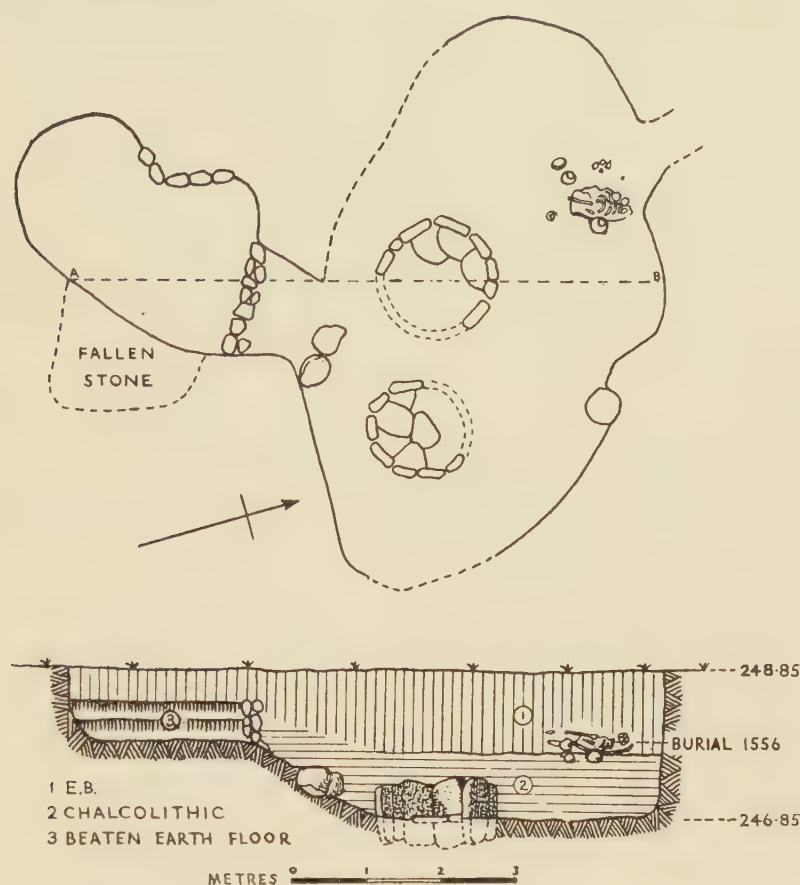 A
B
FALLEN
STONE
248·85
①
③
BURIAL 1556
②
1 E.B.
2 CHALCOLITHIC
3 BEATEN EARTH FLOOR
246·85
METRES 0 1 2 3